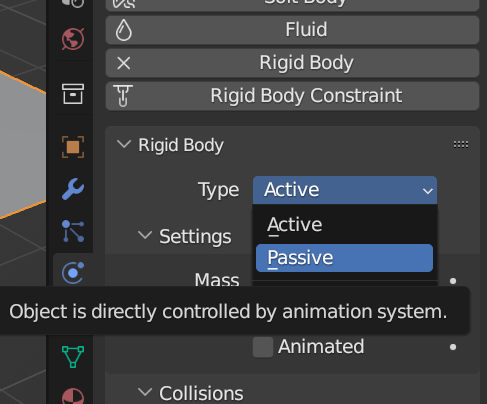 Soft Body
Fluid
Rigid Body
Rigid Body Constraint
Rigid Body
Type Active
Active
Passive
Settings
Mass
Object is directly controlled by animation system.
Animated
Collisions